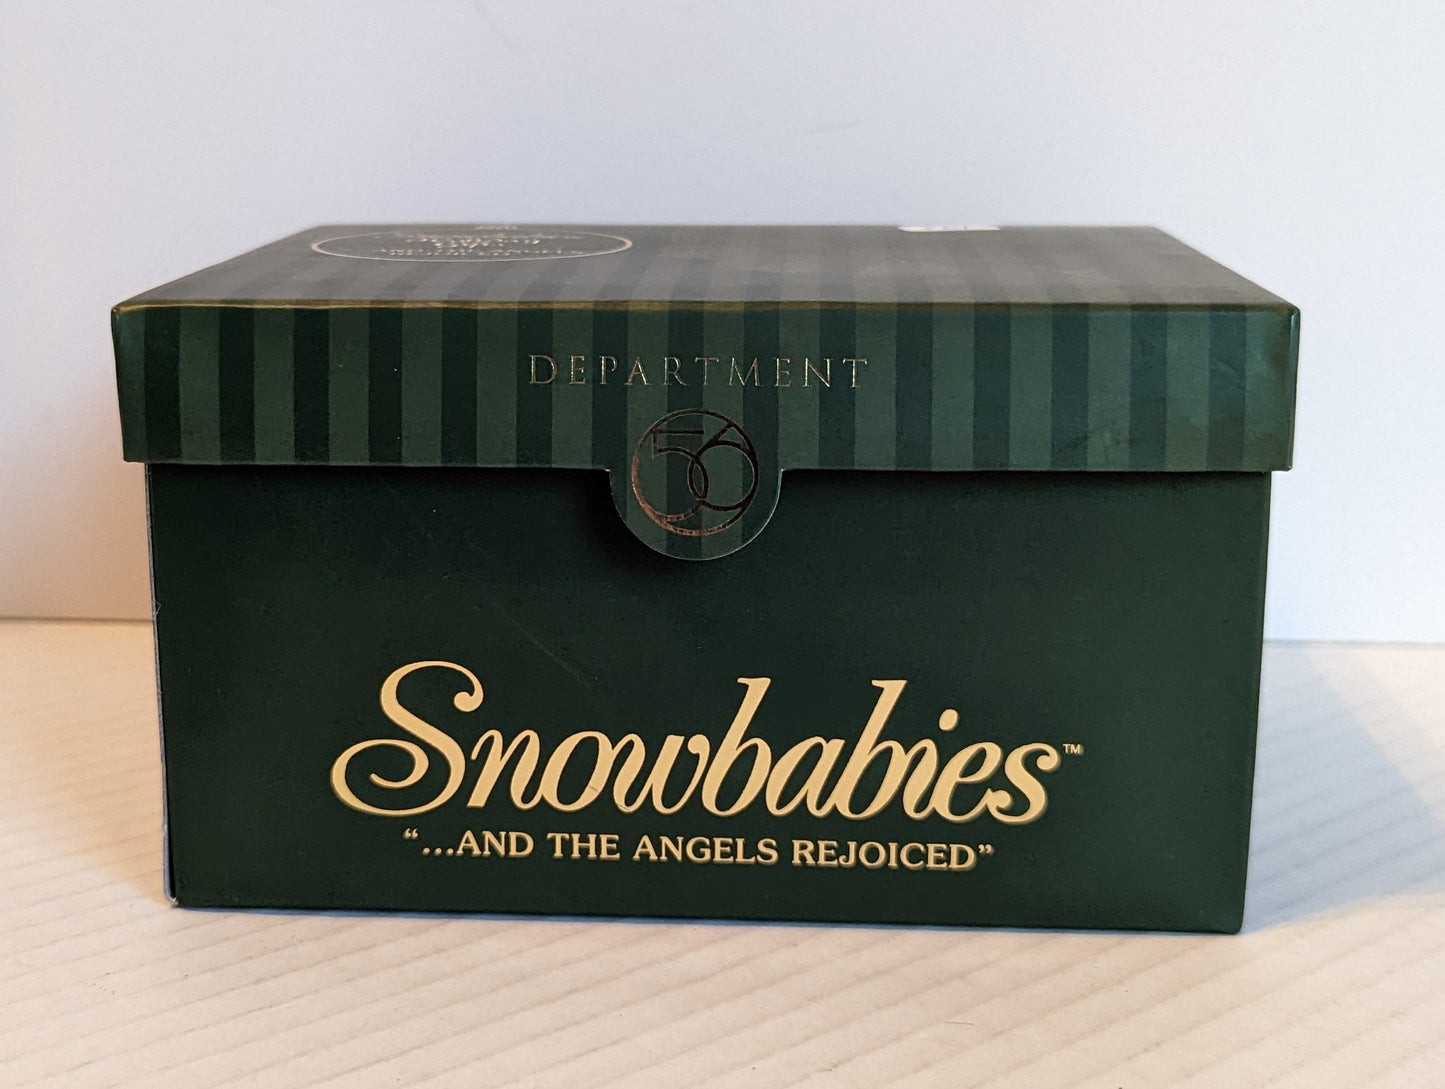 DEPARTMENT
56
Snowbabies™
“...AND THE ANGELS REJOICED”